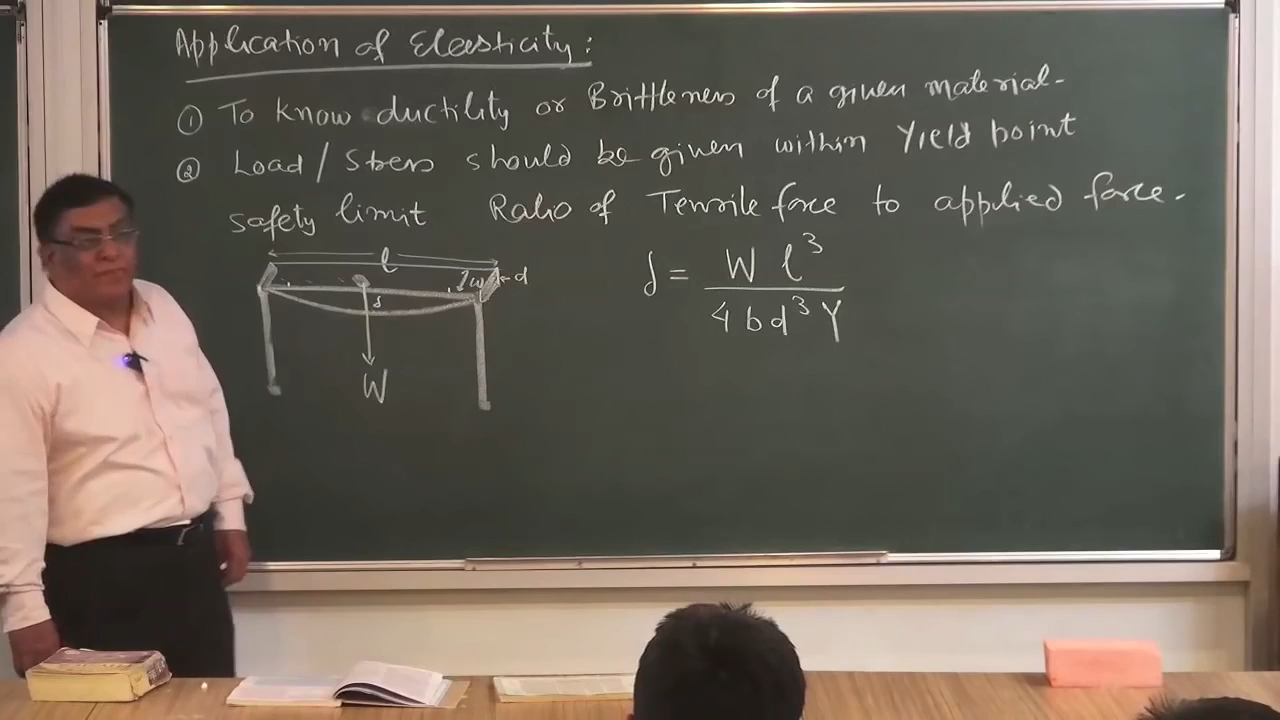 Application of Elasticity:
① To know ductility or Brittleness of a given material-
② Load/Stress should be given within Yield point
safety limit Ratio of Tensile force to applied force.
l
d
δ
W
δ = W l³ / 4 b d³ Y